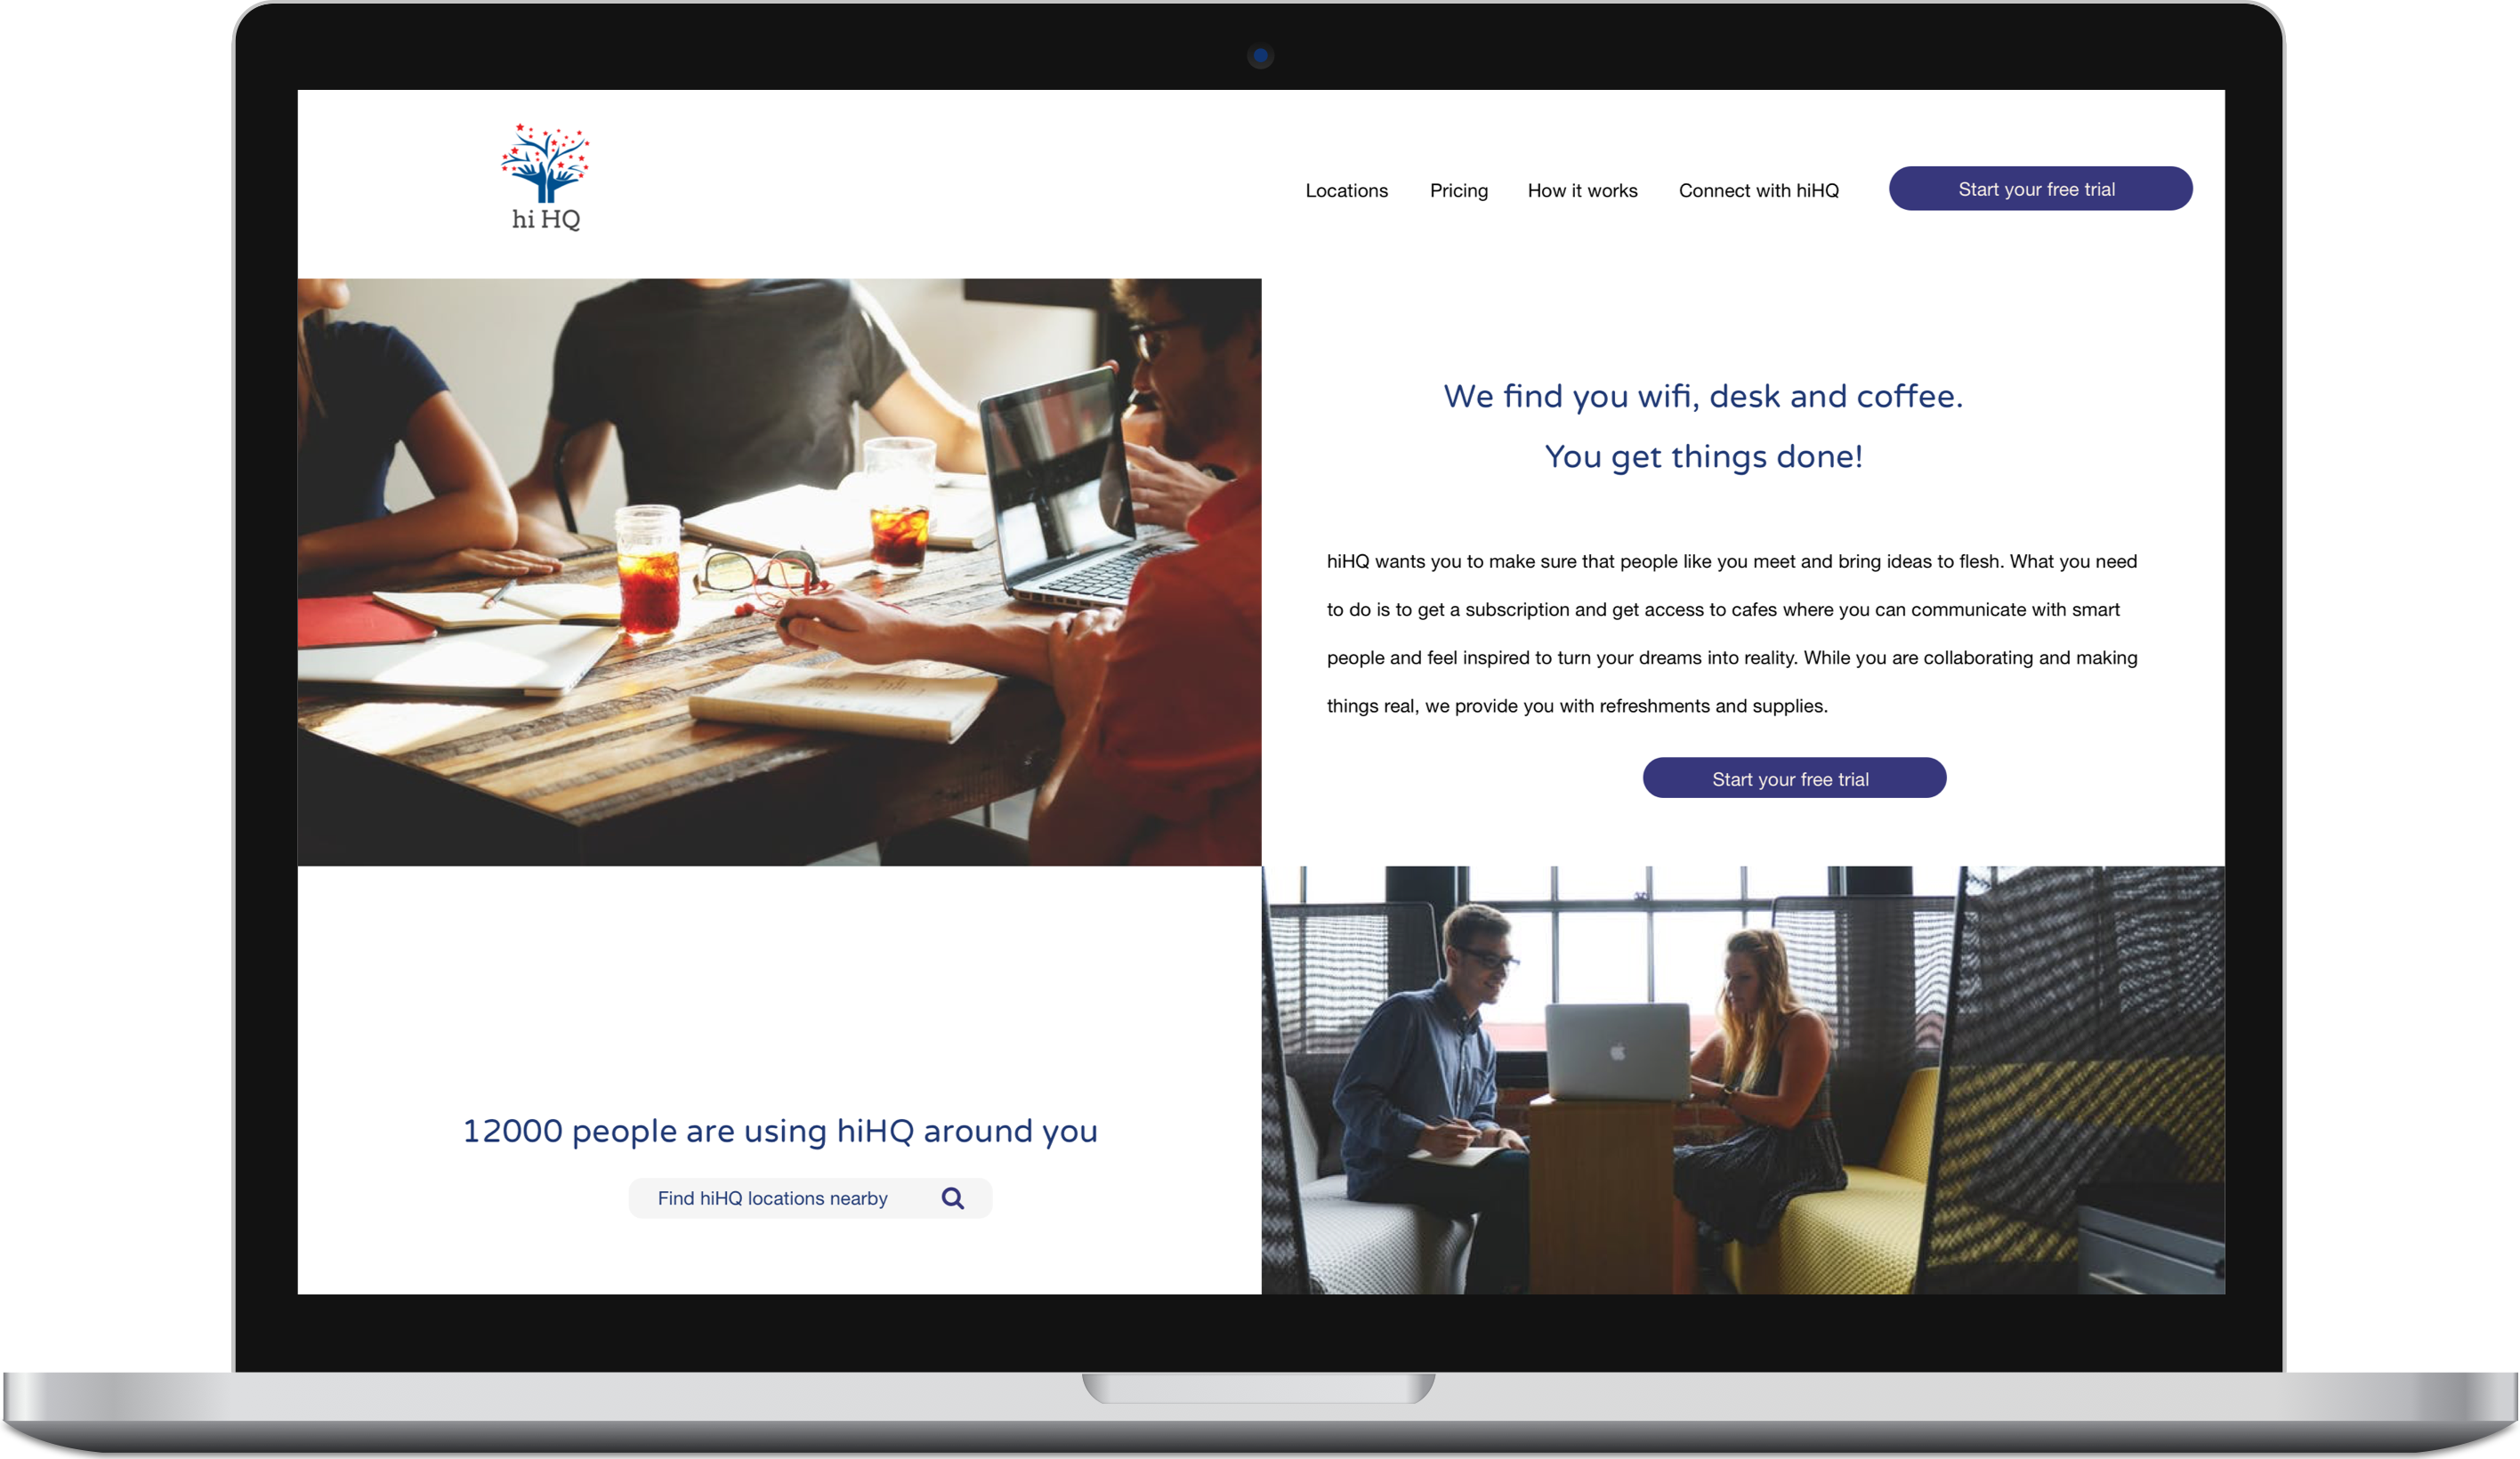 hi HQ
Locations
Pricing
How it works
Connect with hiHQ
Start your free trial
We find you wifi, desk and coffee.
You get things done!
hiHQ wants you to make sure that people like you meet and bring ideas to flesh. What you need
to do is to get a subscription and get access to cafes where you can communicate with smart
people and feel inspired to turn your dreams into reality. While you are collaborating and making
things real, we provide you with refreshments and supplies.
Start your free trial
12000 people are using hiHQ around you
Find hiHQ locations nearby